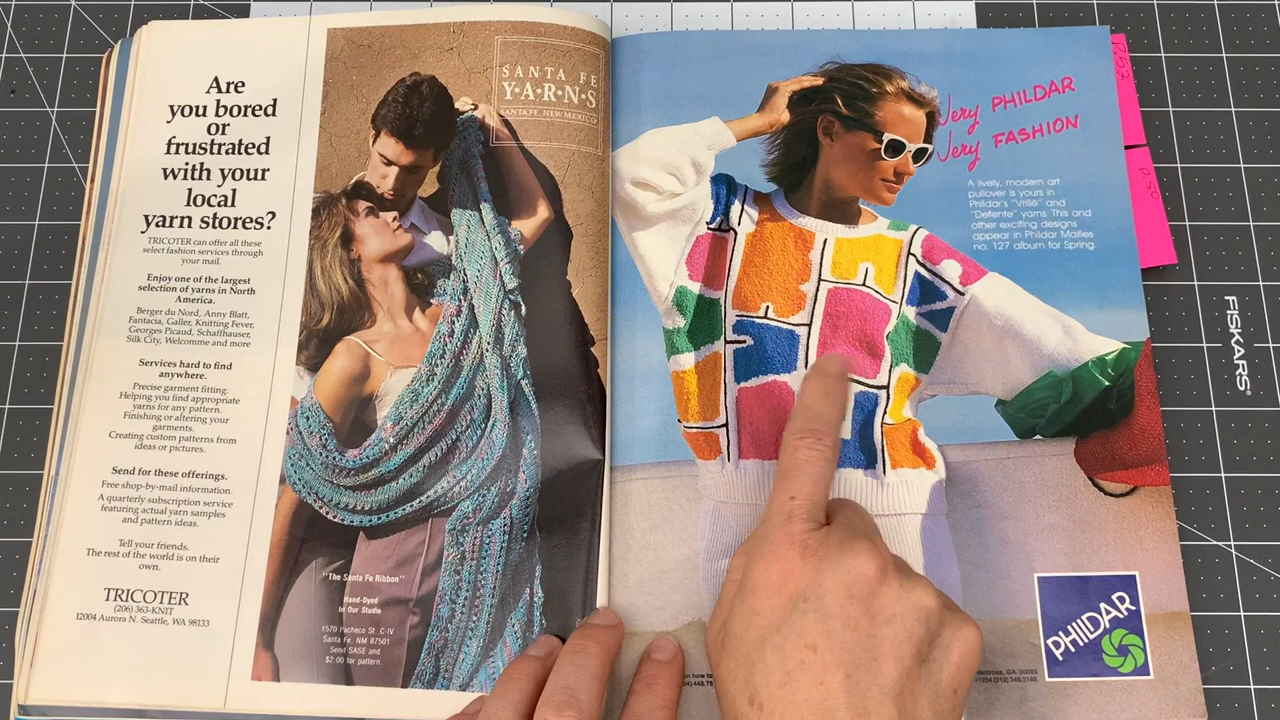 Are
you bored
or
frustrated
with your
local
yarn stores?
TRICOTER can offer all these
select fashion services through
your mail.
Enjoy one of the largest
selection of yarns in North
America.
Berger du Nord, Anny Blatt,
Fantacia, Galler, Knitting Fever,
Georges Picaud, Schaffhauser,
Silk City, Welcomme and more
Services hard to find
anywhere.
Precise garment fitting.
Helping you find appropriate
yarns for any pattern.
Finishing or altering your
garments.
Creating custom patterns from
ideas or pictures.
Send for these offerings.
Free shop-by-mail information.
A quarterly subscription service
featuring actual yarn samples
and pattern ideas.
Tell your friends.
The rest of the world is on their
own.
TRICOTER
(206) 363-KNIT
12004 Aurora N. Seattle, WA 98133
SANTA FE
Y•A•R•N•S
SANTA FE, NEW MEXICO
"The Santa Fe Ribbon"
Hand-Dyed
In Our Studio
1570 Pacheco St. C-IV
Santa Fe, NM 87501
Send SASE and
$2.00 for pattern.
Very PHILDAR
Very FASHION
A lively, modern art
pullover is yours in
Phildar's "Vrillé" and
"Detente" yarns. This and
other exciting designs
appear in Phildar Mailles
no. 127 album for Spring.
PHILDAR
on how to
p.52
p.50
FISKARS